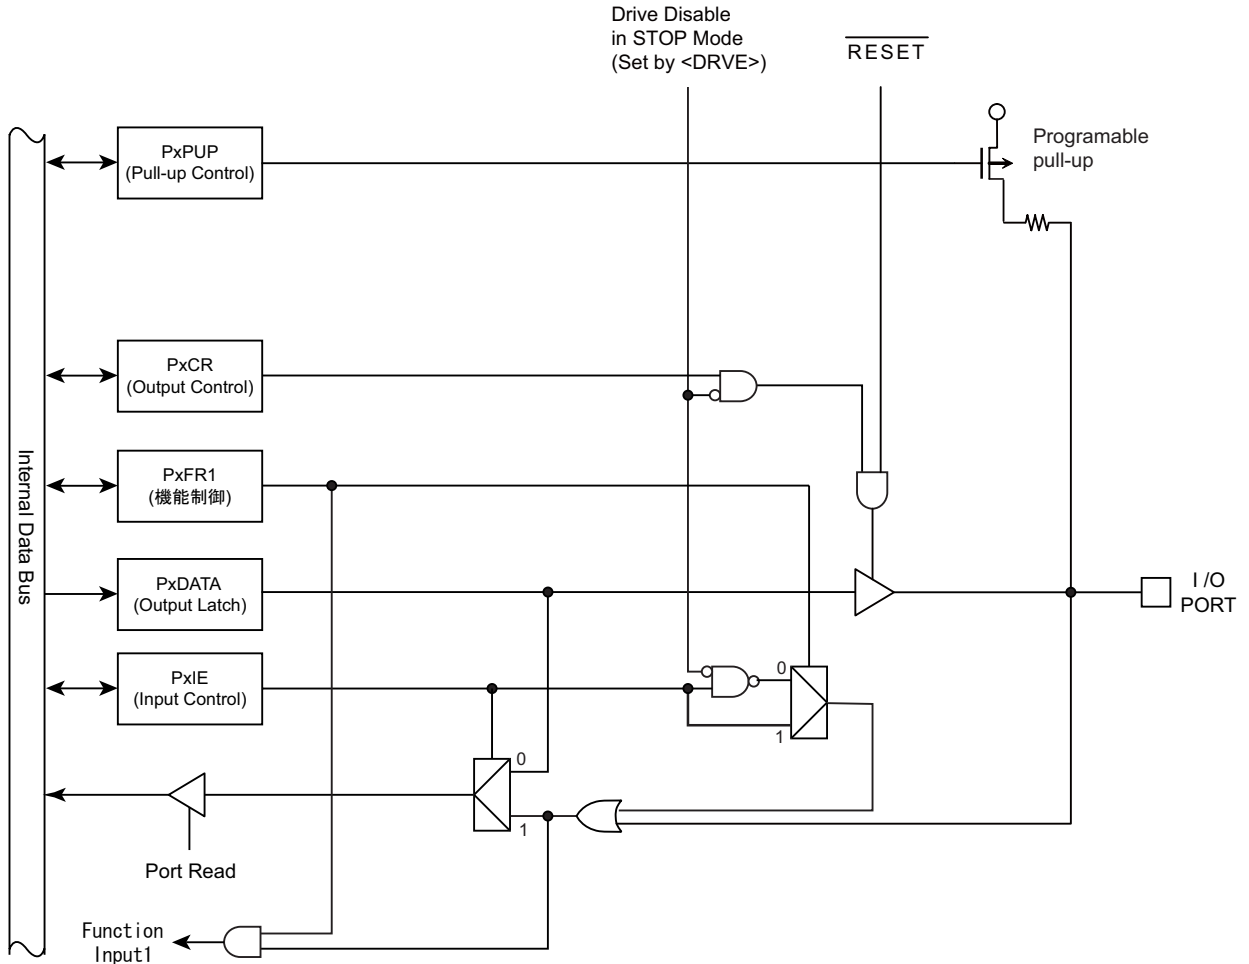 Drive Disable
in STOP Mode
(Set by <DRVE>)
RESET
Programable
pull-up
PxPUP
(Pull-up Control)
PxCR
(Output Control)
PxFR1
(機能制御)
Internal Data Bus
PxDATA
(Output Latch)
I /O
PORT
PxIE
(Input Control)
0
1
0
1
Port Read
Function
Input1